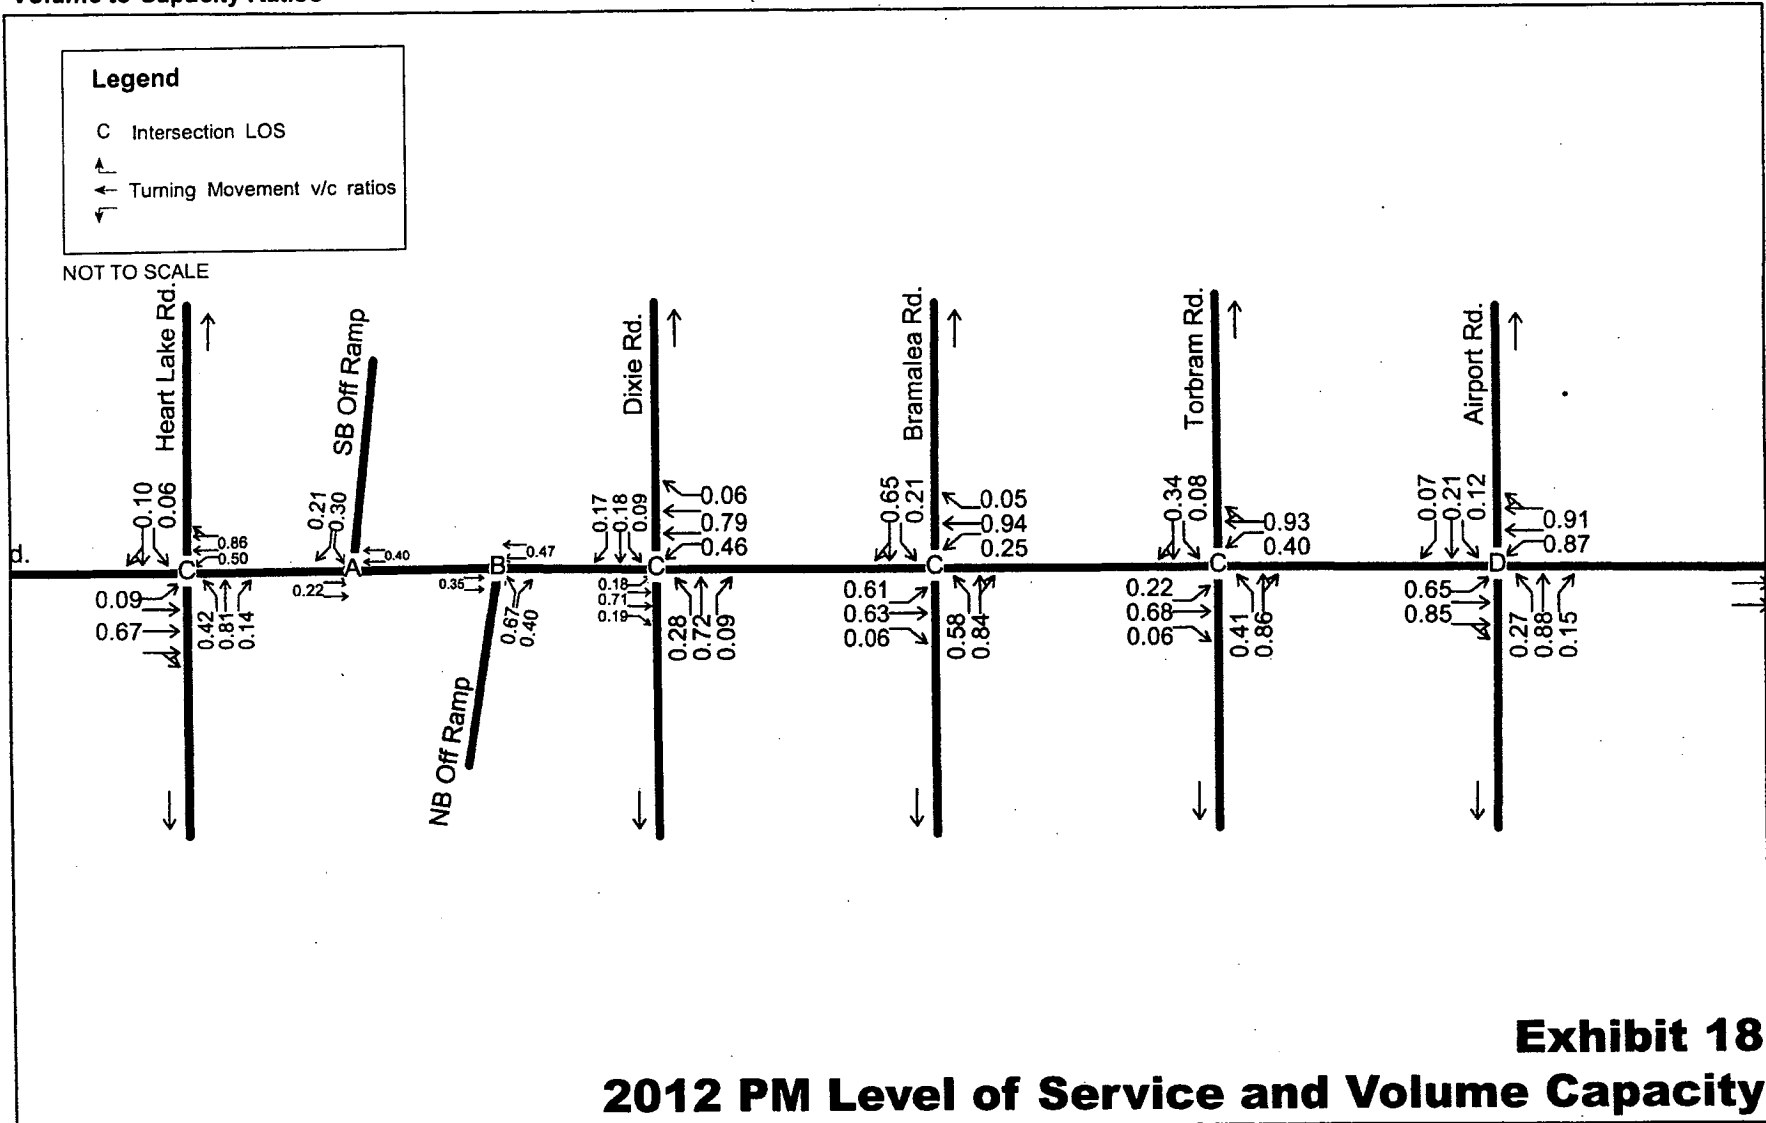 Volume to Capacity Ratios
Legend
C Intersection LOS
Turning Movement v/c ratios
NOT TO SCALE
Heart Lake Rd.
SB Off Ramp
NB Off Ramp
Dixie Rd.
Bramalea Rd.
Torbram Rd.
Airport Rd.
d.
0.10
0.06
0.86
0.50
C
0.09
0.67
0.42
0.81
0.14
0.21
0.30
A
0.40
0.22
B
0.47
0.35
0.67
0.40
0.17
0.18
0.09
0.06
0.79
0.46
C
0.18
0.71
0.19
0.28
0.72
0.09
0.65
0.21
0.05
0.94
0.25
C
0.61
0.63
0.06
0.58
0.84
0.34
0.08
0.93
0.40
C
0.22
0.68
0.06
0.41
0.86
0.07
0.21
0.12
0.91
0.87
D
0.65
0.85
0.27
0.88
0.15
Exhibit 18
2012 PM Level of Service and Volume Capacity